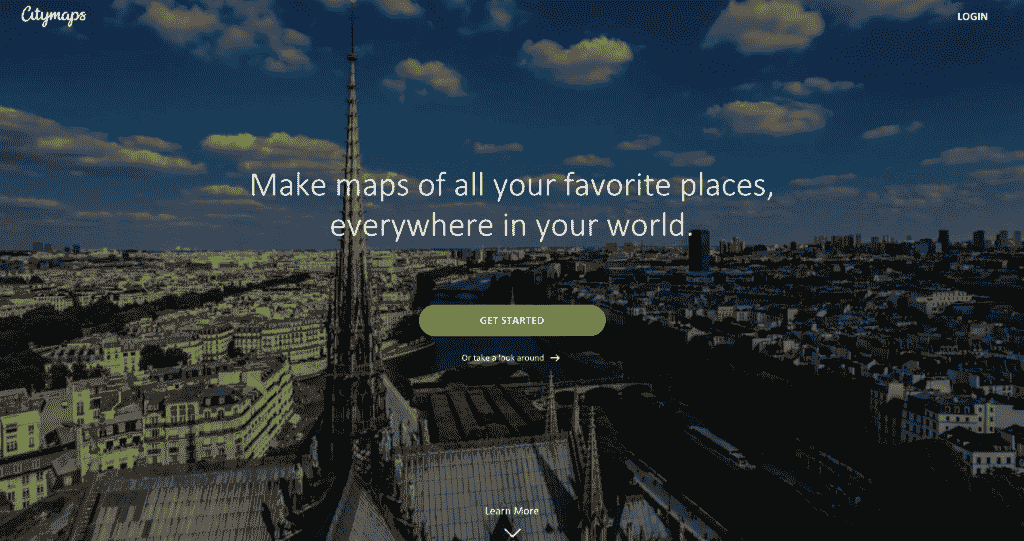 Citymaps
LOGIN
Make maps of all your favorite places,
everywhere in your world.
GET STARTED
Or take a look around →
Learn More